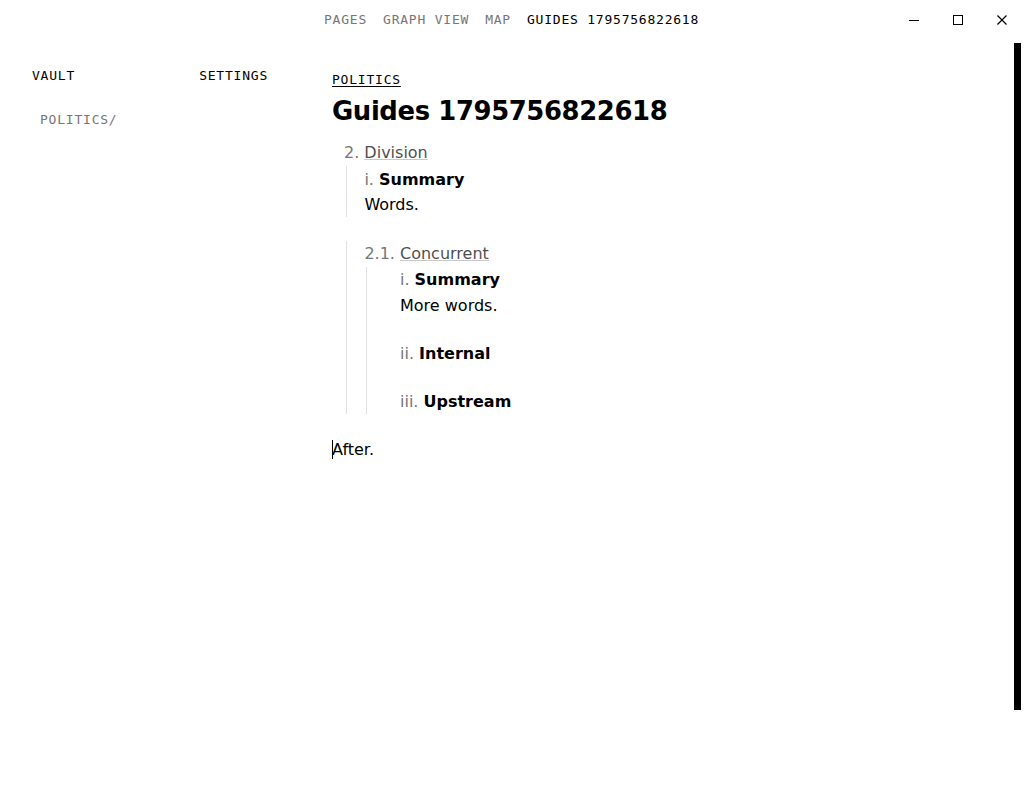 PAGES GRAPH VIEW MAP GUIDES 1795756822618
VAULT SETTINGS
POLITICS/
POLITICS
Guides 1795756822618
2. Division
i. Summary
Words.
2.1. Concurrent
i. Summary
More words.
ii. Internal
iii. Upstream
After.